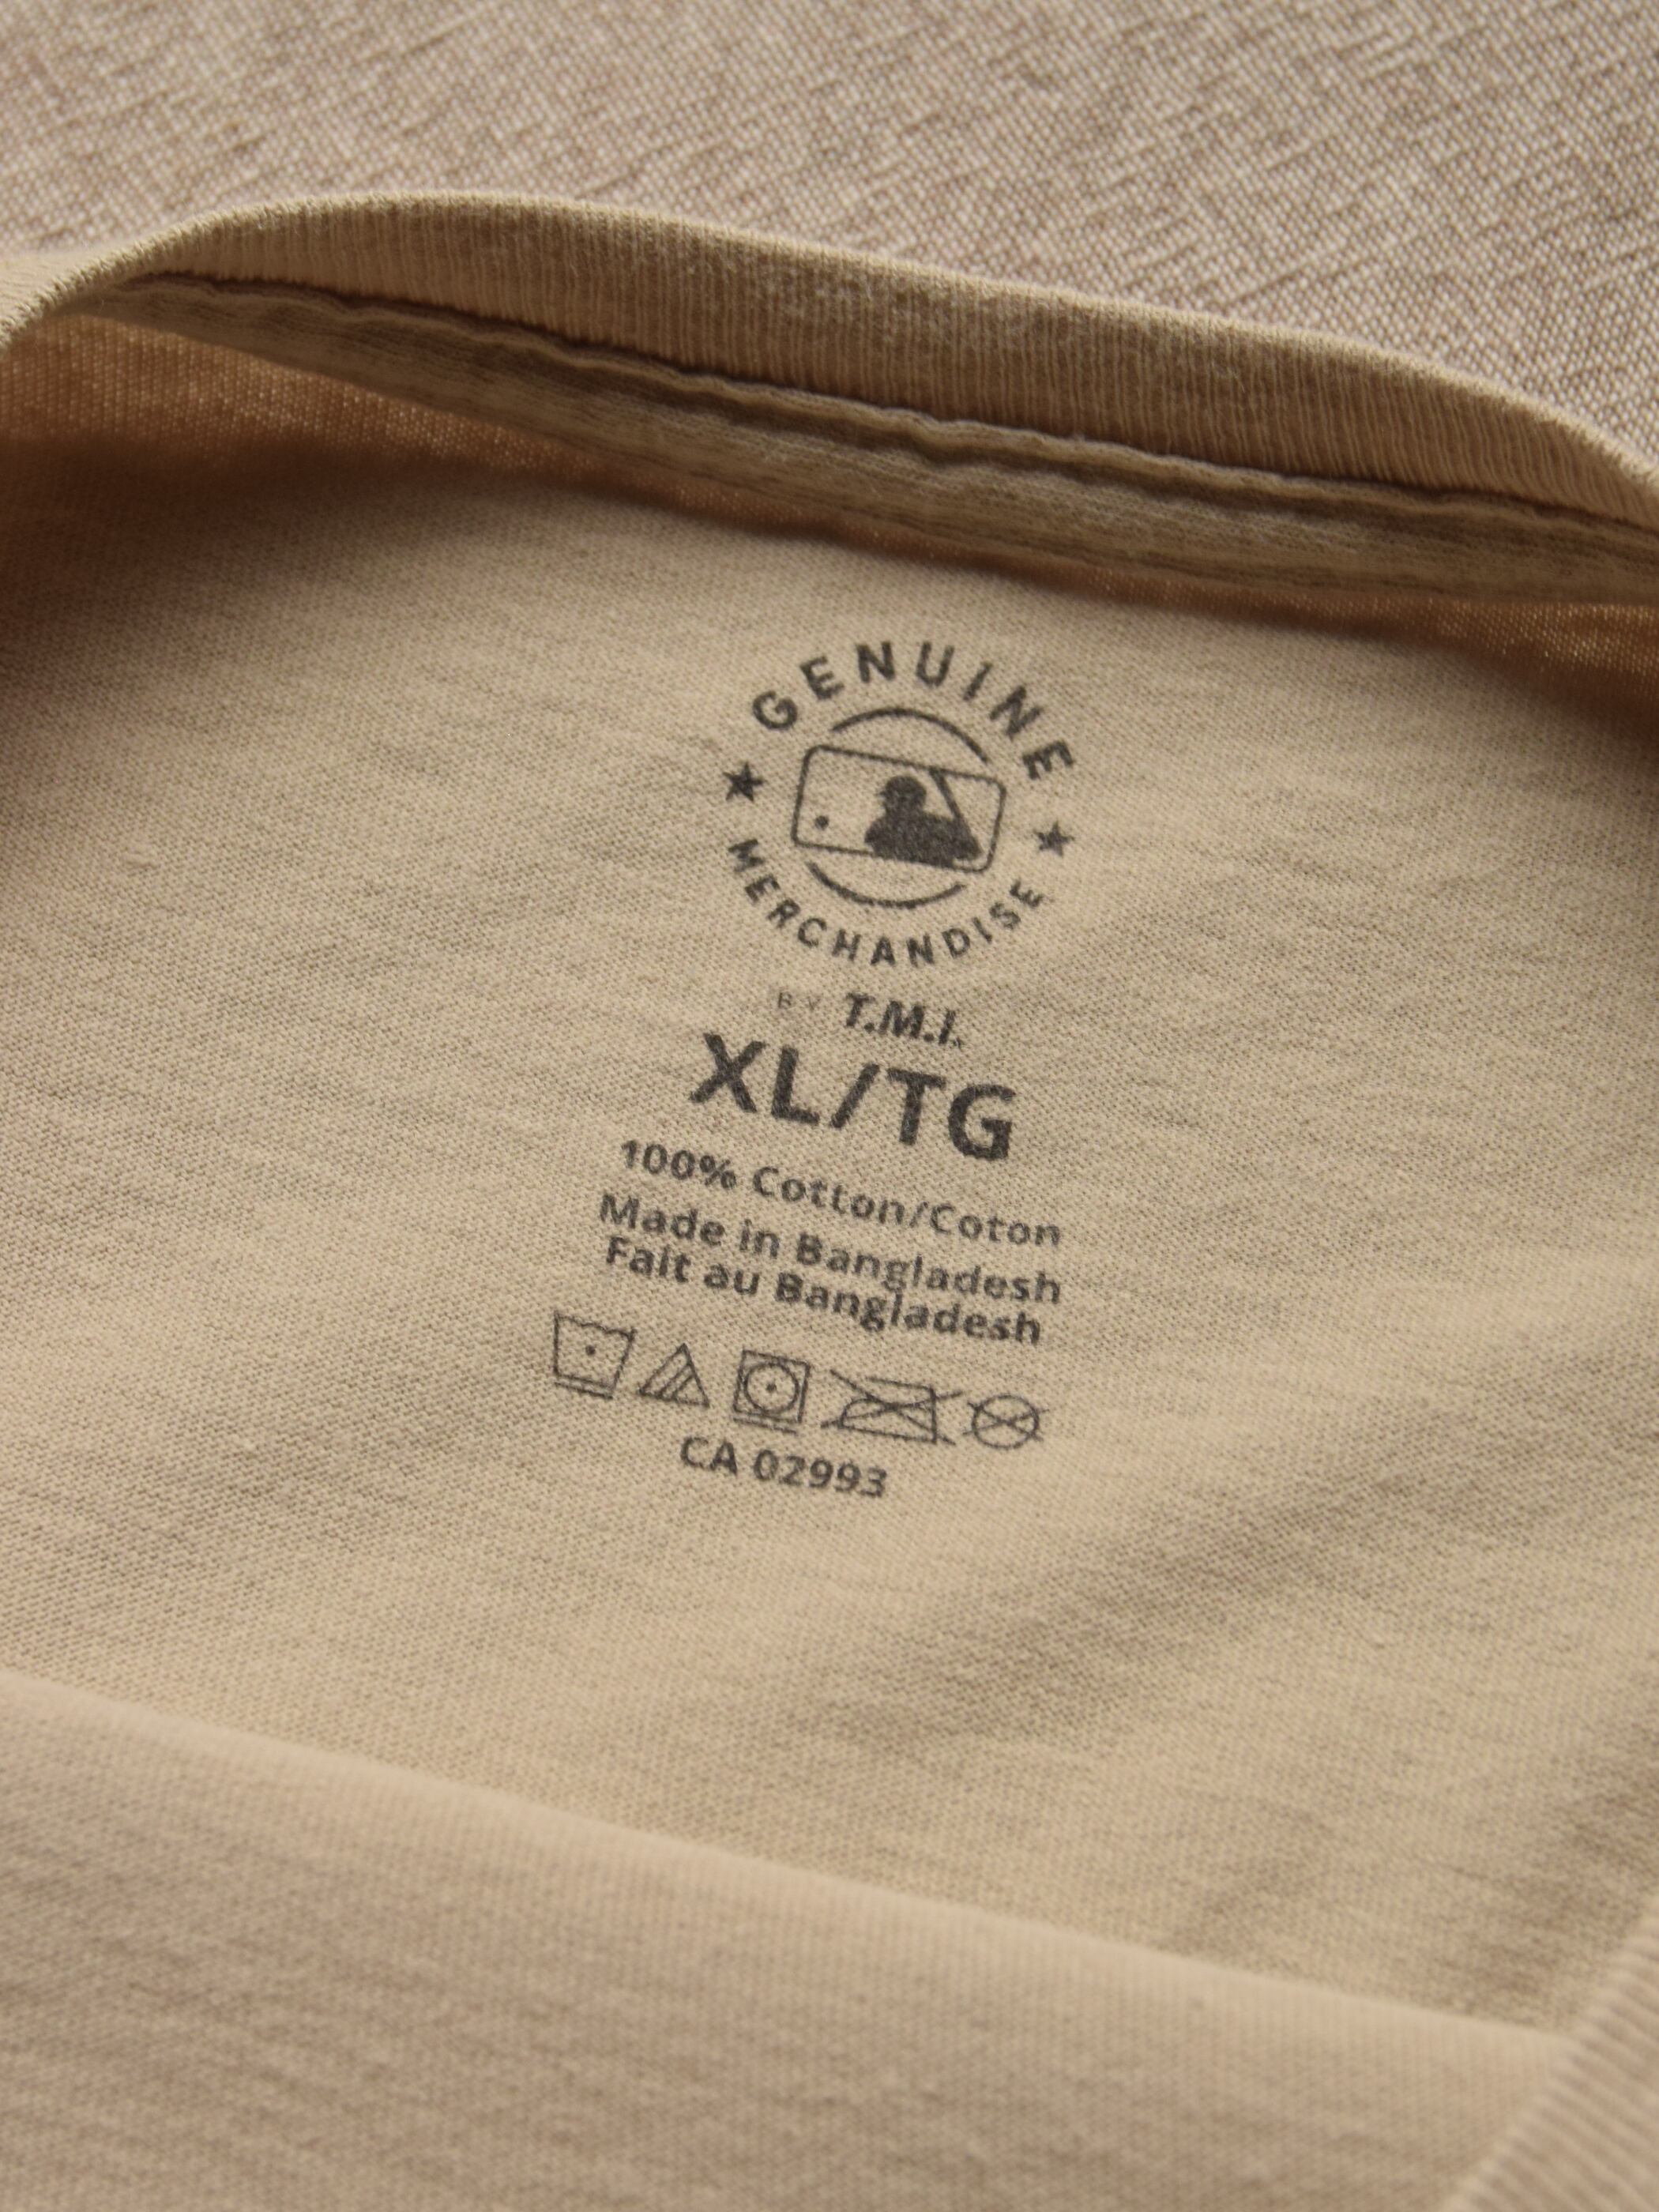 GENUINE
MERCHANDISE
BY T.M.I.
XL/TG
100% Cotton/Coton
Made in Bangladesh
Fait au Bangladesh
CA 02993